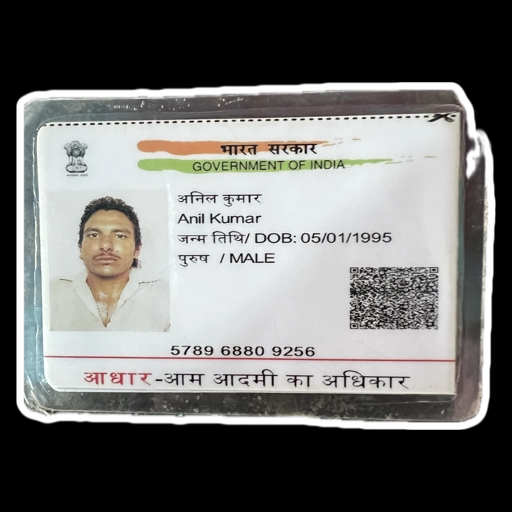 भारत सरकार
GOVERNMENT OF INDIA
अनिल कुमार
Anil Kumar
जन्म तिथि/ DOB: 05/01/1995
पुरुष / MALE
5789 6880 9256
आधार-आम आदमी का अधिकार